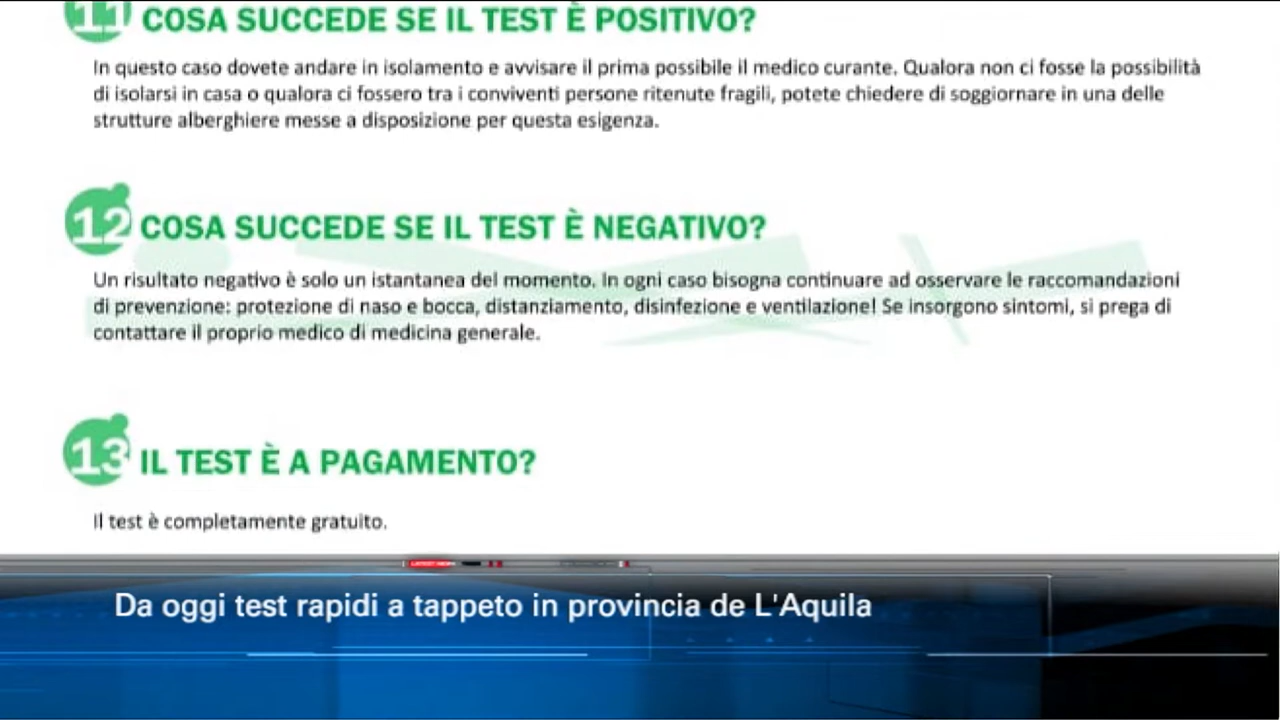 11 COSA SUCCEDE SE IL TEST È POSITIVO?
In questo caso dovete andare in isolamento e avvisare il prima possibile il medico curante. Qualora non ci fosse la possibilità
di isolarsi in casa o qualora ci fossero tra i conviventi persone ritenute fragili, potete chiedere di soggiornare in una delle
strutture alberghiere messe a disposizione per questa esigenza.
12 COSA SUCCEDE SE IL TEST È NEGATIVO?
Un risultato negativo è solo un istantanea del momento. In ogni caso bisogna continuare ad osservare le raccomandazioni
di prevenzione: protezione di naso e bocca, distanziamento, disinfezione e ventilazione! Se insorgono sintomi, si prega di
contattare il proprio medico di medicina generale.
13 IL TEST È A PAGAMENTO?
Il test è completamente gratuito.
LATEST NEWS
Da oggi test rapidi a tappeto in provincia de L'Aquila